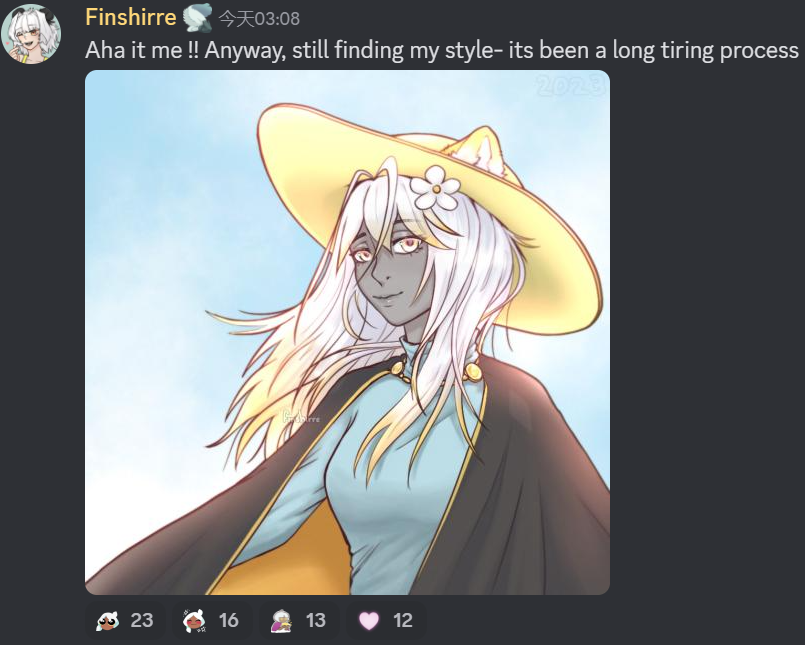 Finshirre 今天03:08
Aha it me !! Anyway, still finding my style- its been a long tiring process
2023
Finshirre
23 16 13 12